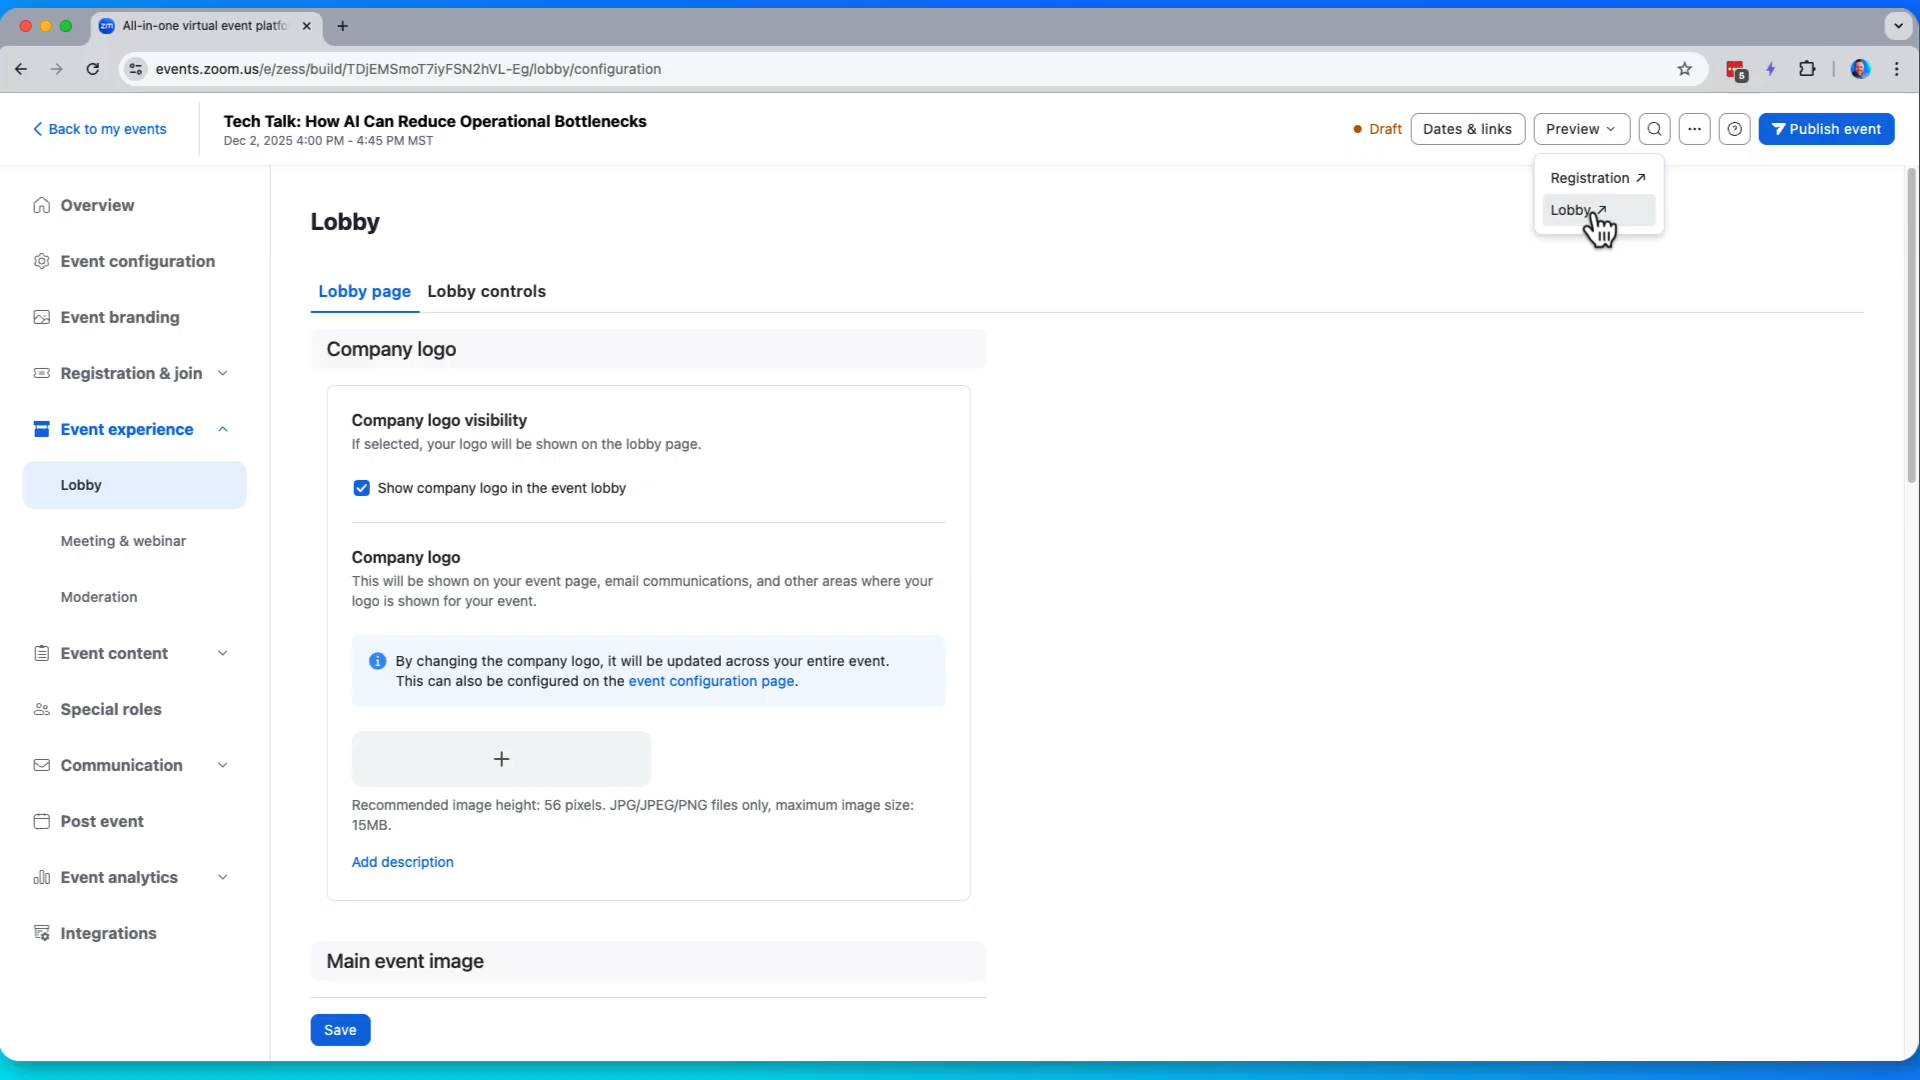 zm All-in-one virtual event platfo
events.zoom.us/e/zess/build/TDjEMSmoT7iyFSN2hVL-Eg/lobby/configuration
5
Back to my events
Tech Talk: How AI Can Reduce Operational Bottlenecks
Dec 2, 2025 4:00 PM - 4:45 PM MST
Draft
Dates & links
Preview
Publish event
Registration
Lobby
Overview
Event configuration
Event branding
Registration & join
Event experience
Lobby
Meeting & webinar
Moderation
Event content
Special roles
Communication
Post event
Event analytics
Integrations
Lobby
Lobby page
Lobby controls
Company logo
Company logo visibility
If selected, your logo will be shown on the lobby page.
Show company logo in the event lobby
Company logo
This will be shown on your event page, email communications, and other areas where your
logo is shown for your event.
By changing the company logo, it will be updated across your entire event.
This can also be configured on the event configuration page.
Recommended image height: 56 pixels. JPG/JPEG/PNG files only, maximum image size:
15MB.
Add description
Main event image
Save